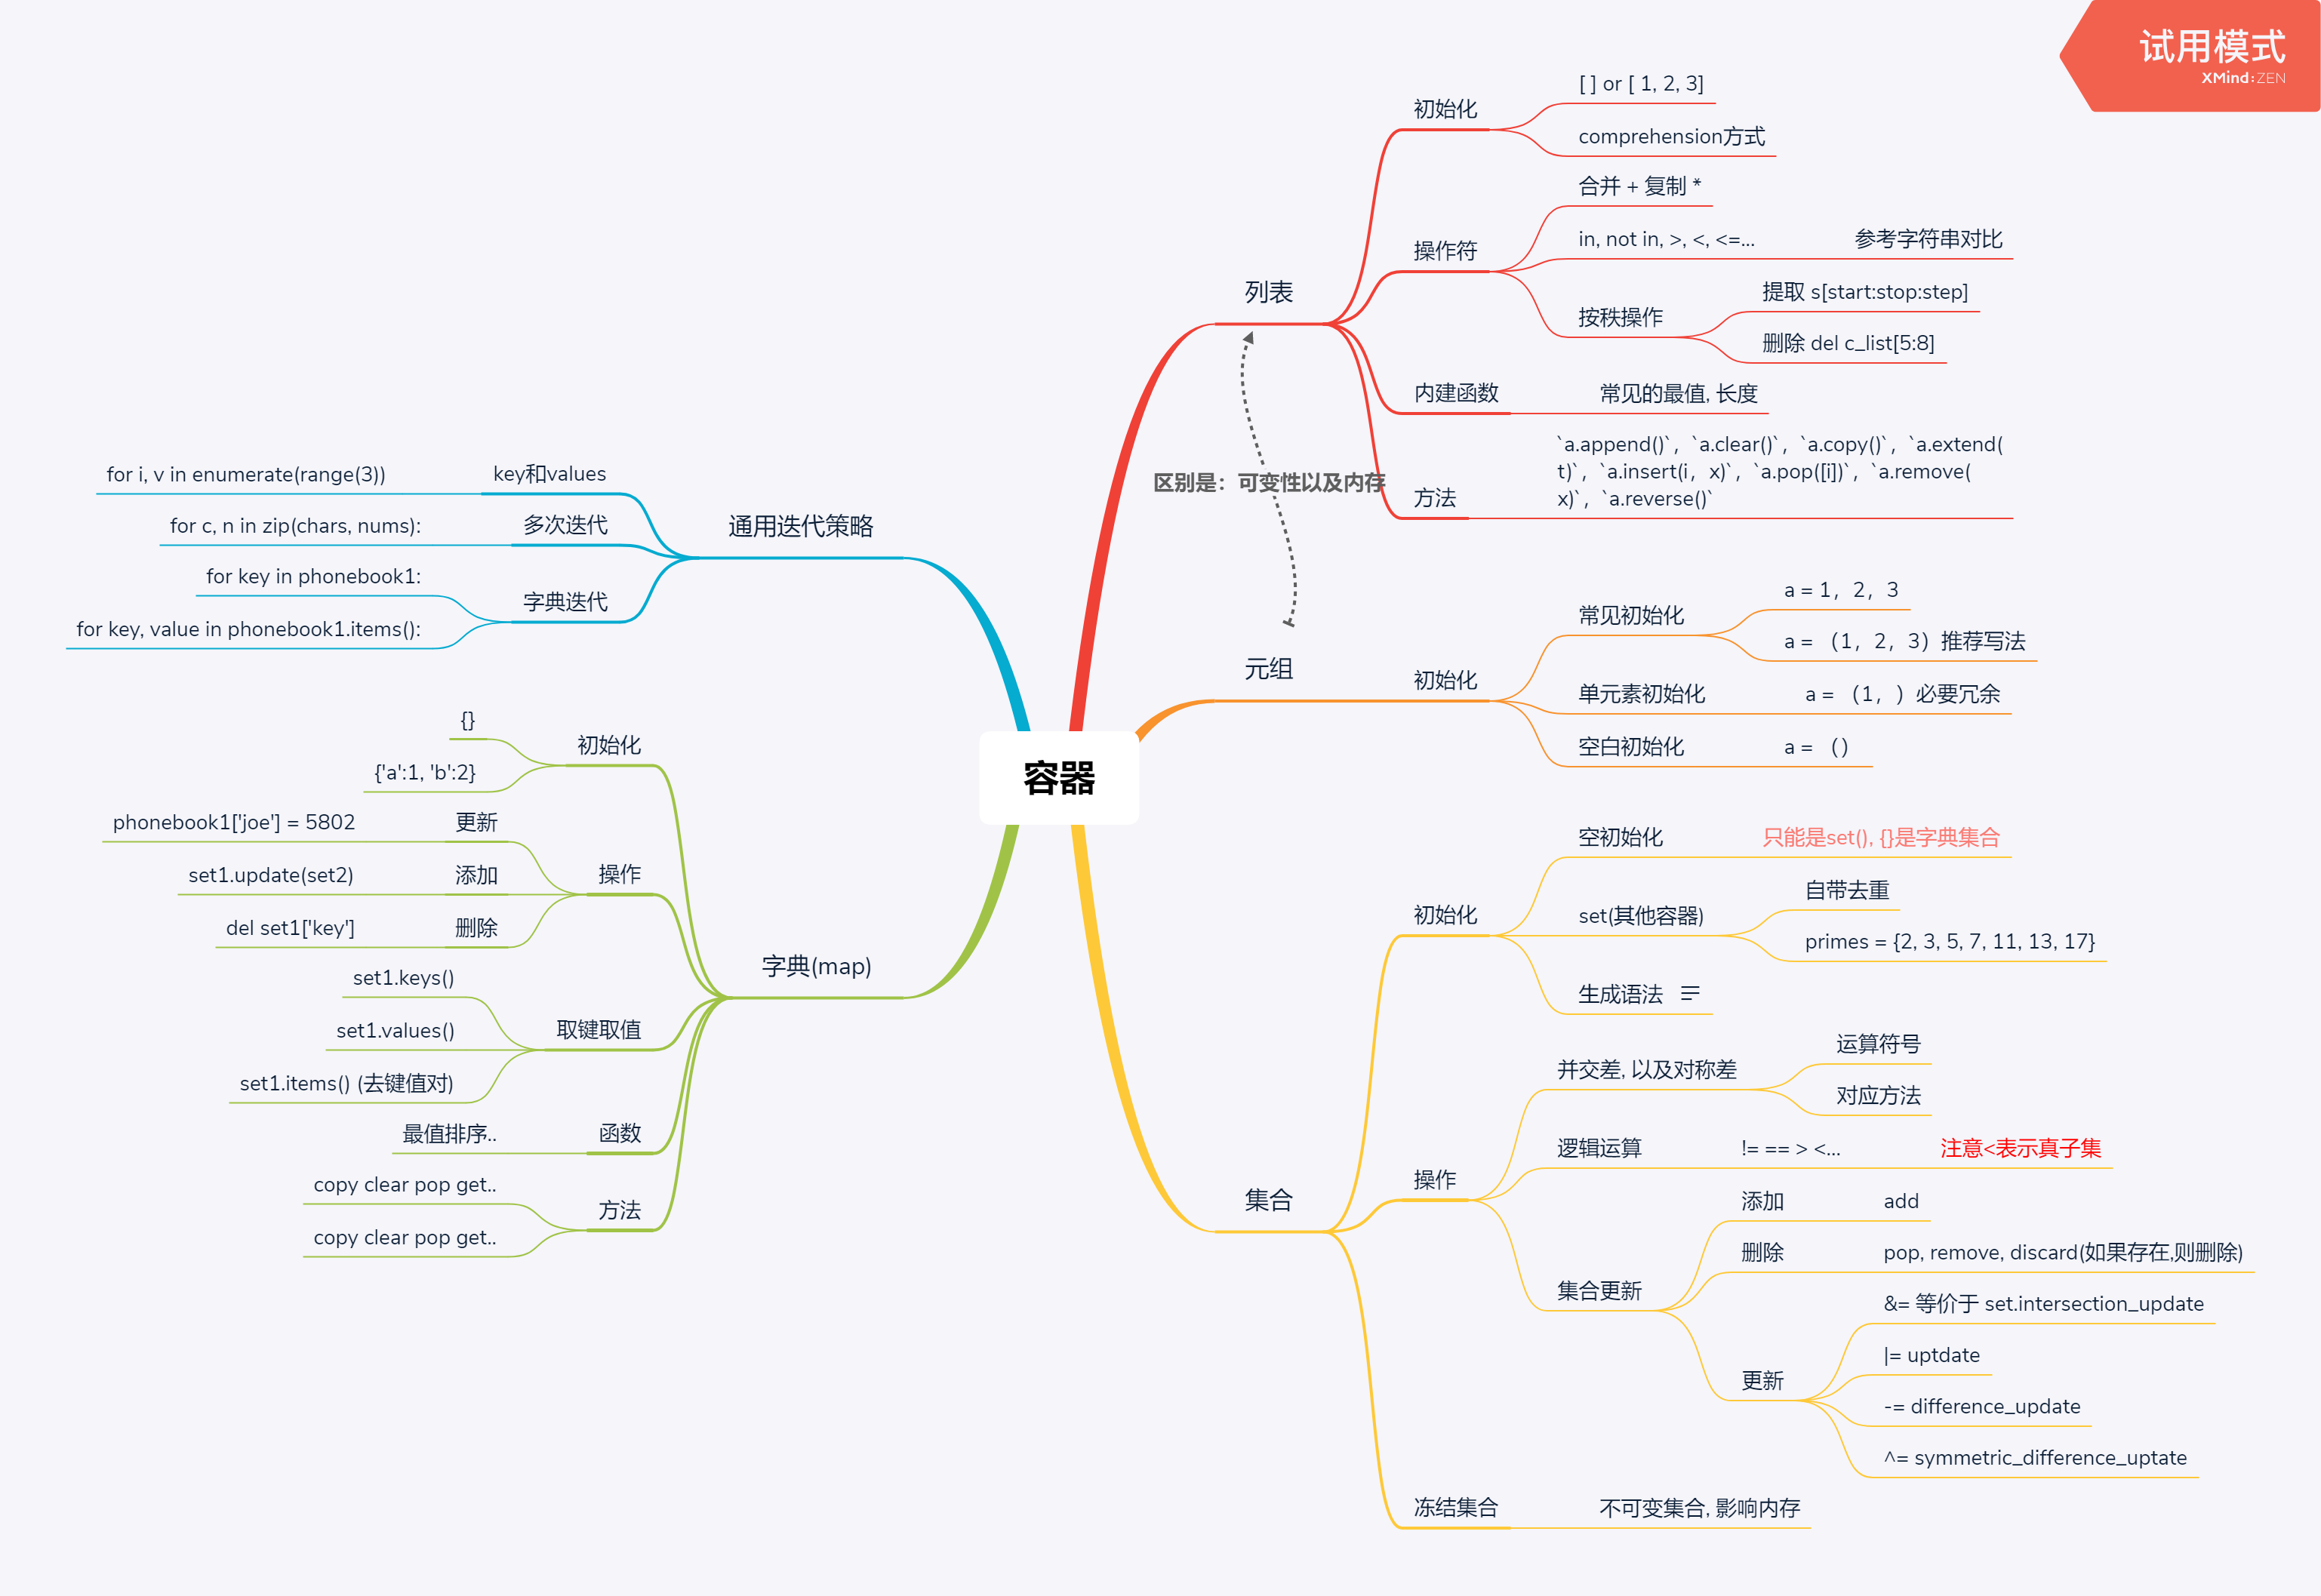 试用模式
XMind:ZEN
容器
列表
初始化
[ ] or [ 1, 2, 3]
comprehension方式
操作符
合并 + 复制 *
in, not in, >, <, <=...
参考字符串对比
按秩操作
提取 s[start:stop:step]
删除 del c_list[5:8]
内建函数
常见的最值, 长度
方法
`a.append()`，`a.clear()`，`a.copy()`，`a.extend(
t)`，`a.insert(i，x)`，`a.pop([i])`，`a.remove(
x)`，`a.reverse()`
区别是：可变性以及内存
元组
初始化
常见初始化
a = 1，2，3
a = （1，2，3）推荐写法
单元素初始化
a = （1，）必要冗余
空白初始化
a = （）
集合
初始化
空初始化
只能是set(), {}是字典集合
set(其他容器)
自带去重
primes = {2, 3, 5, 7, 11, 13, 17}
生成语法
操作
并交差, 以及对称差
运算符号
对应方法
逻辑运算
!= == > <...
注意<表示真子集
集合更新
添加
add
删除
pop, remove, discard(如果存在,则删除)
更新
&= 等价于 set.intersection_update
|= uptdate
-= difference_update
^= symmetric_difference_uptate
冻结集合
不可变集合, 影响内存
通用迭代策略
key和values
for i, v in enumerate(range(3))
多次迭代
for c, n in zip(chars, nums):
字典迭代
for key in phonebook1:
for key, value in phonebook1.items():
字典(map)
初始化
{}
{'a':1, 'b':2}
操作
更新
phonebook1['joe'] = 5802
添加
set1.update(set2)
删除
del set1['key']
取键取值
set1.keys()
set1.values()
set1.items() (去键值对)
函数
最值排序..
方法
copy clear pop get..
copy clear pop get..